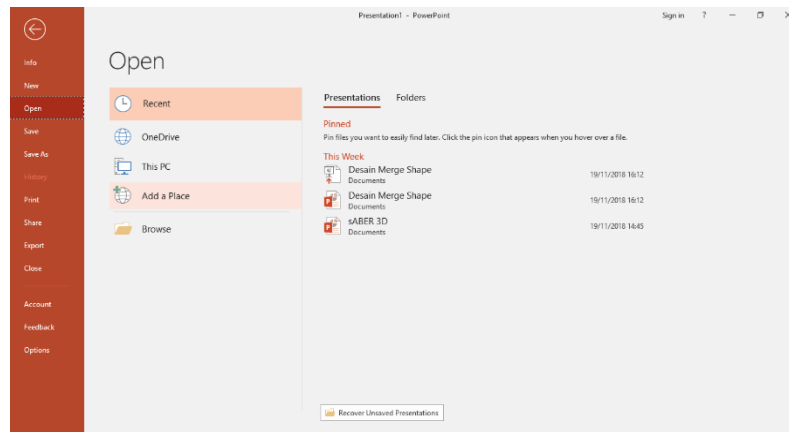 Presentation1 - PowerPoint
Sign in ?
Info
New
Open
Save
Save As
History
Print
Share
Export
Close
Account
Feedback
Options
Open
Recent
OneDrive
This PC
Add a Place
Browse
Presentations Folders
Pinned
Pin files you want to easily find later. Click the pin icon that appears when you hover over a file.
This Week
Desain Merge Shape
Documents
19/11/2018 16:12
Desain Merge Shape
Documents
19/11/2018 16:12
sABER 3D
Documents
19/11/2018 14:45
Recover Unsaved Presentations